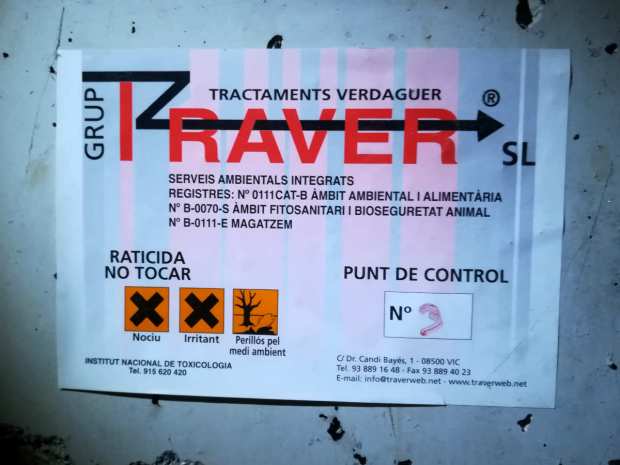 GRUP
TRACTAMENTS VERDAGUER
TRAVER ® SL
SERVEIS AMBIENTALS INTEGRATS
REGISTRES: Nº 0111CAT-B ÀMBIT AMBIENTAL I ALIMENTÀRIA
Nº B-0070-S ÀMBIT FITOSANITARI I BIOSEGURETAT ANIMAL
Nº B-0111-E MAGATZEM
RATICIDA
NO TOCAR
Nociu
Irritant
Perillós pel
medi ambient
INSTITUT NACIONAL DE TOXICOLOGIA
Tel. 915 620 420
PUNT DE CONTROL
Nº 9
C/ Dr. Candi Bayés, 1 - 08500 VIC
Tel. 93 889 16 48 - Fax 93 889 40 23
E-mail: info@traverweb.net - www.traverweb.net